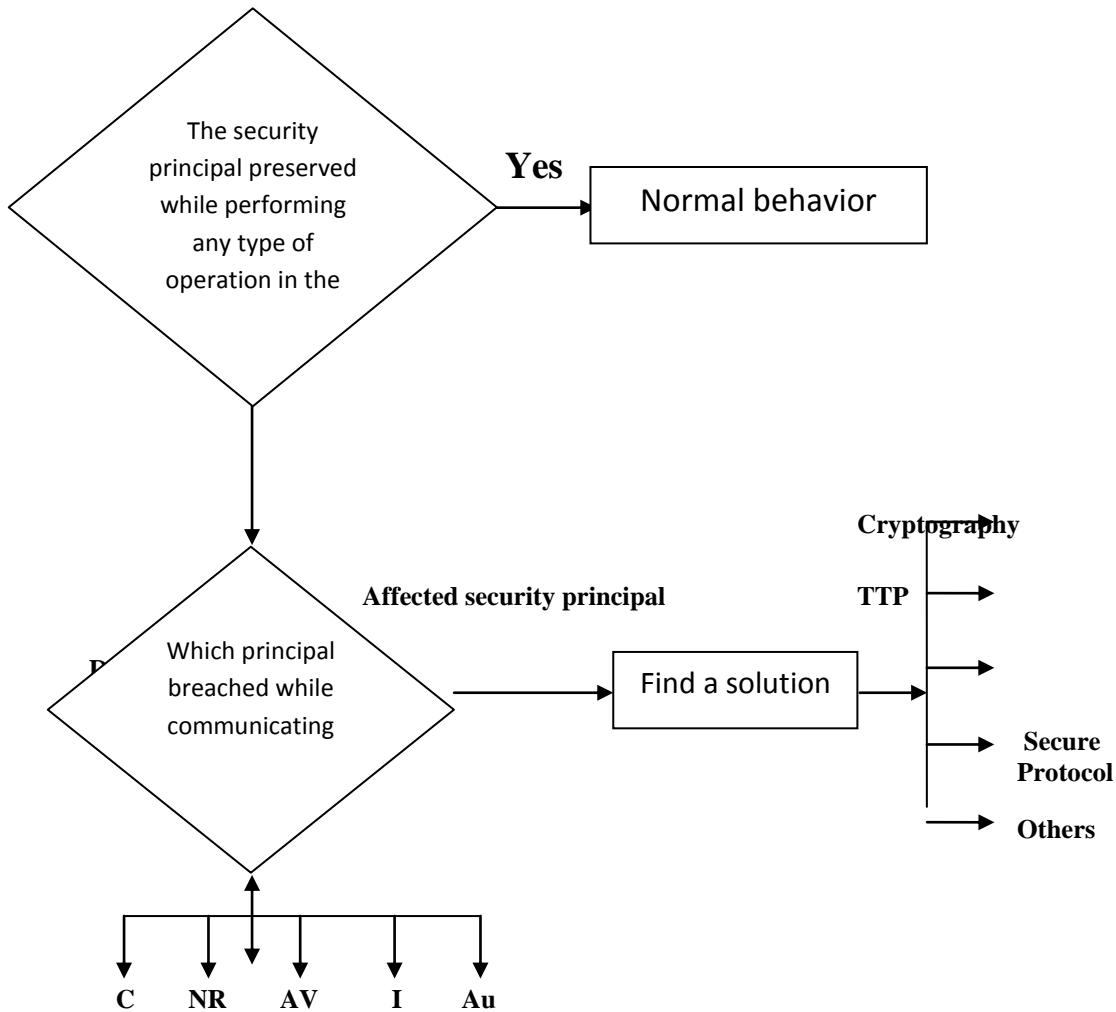 The security
principal preserved
while performing
any type of
operation in the
Yes
Normal behavior
Cryptography
Affected security principal
TTP
Which principal
breached while
communicating
Find a solution
Secure
Protocol
Others
C
NR
AV
I
Au